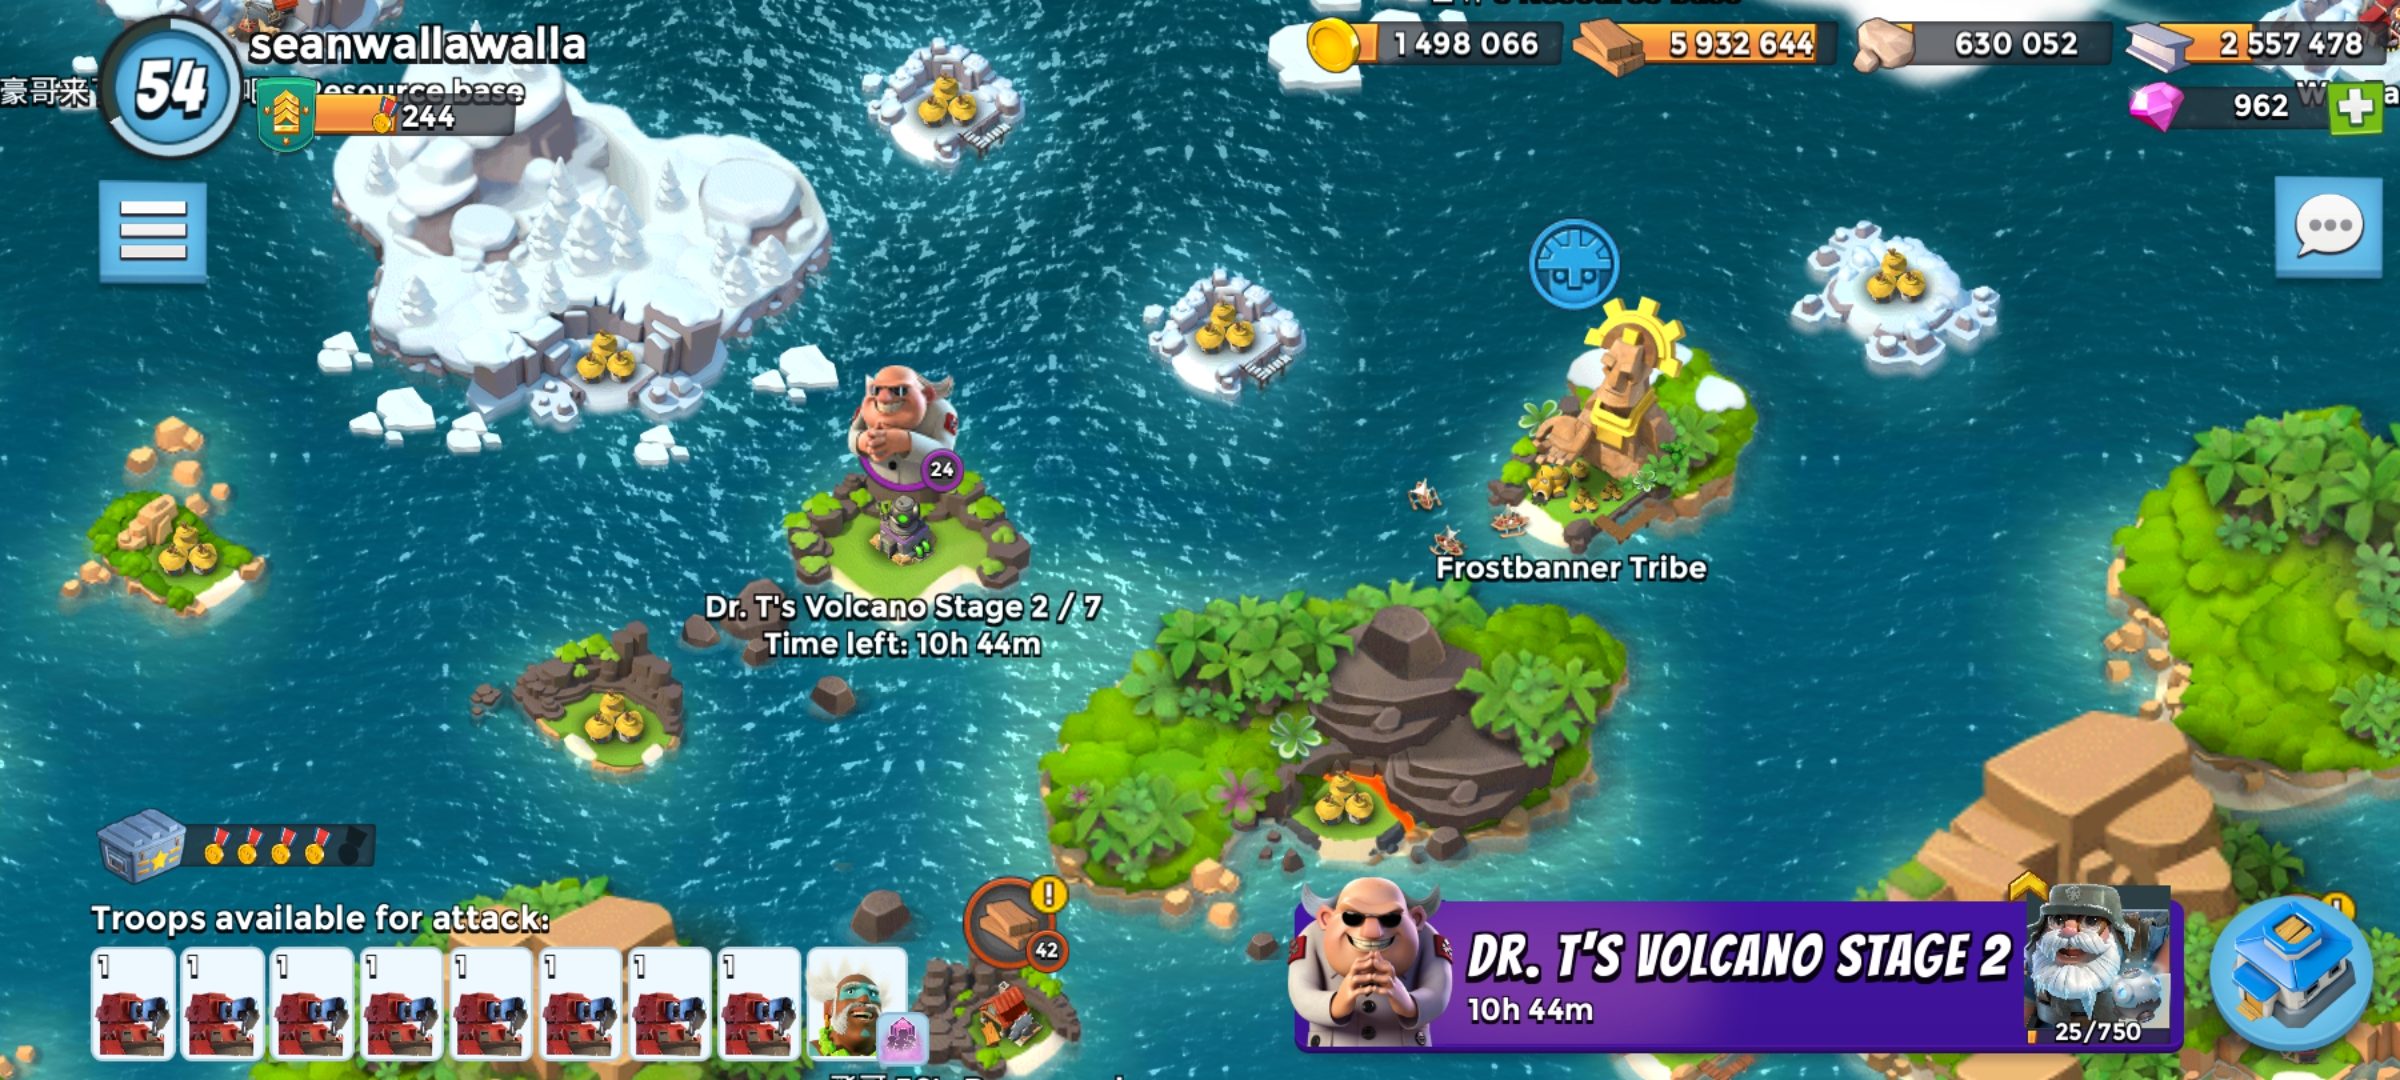 seanwallawalla
54
豪哥来
Resource base
244
1 498 066
5 932 644
630 052
2 557 478
962
24
Dr. T's Volcano Stage 2 / 7
Time left: 10h 44m
Frostbanner Tribe
Troops available for attack:
1
1
1
1
1
1
1
1
!
42
DR. T'S VOLCANO STAGE 2
10h 44m
25/750